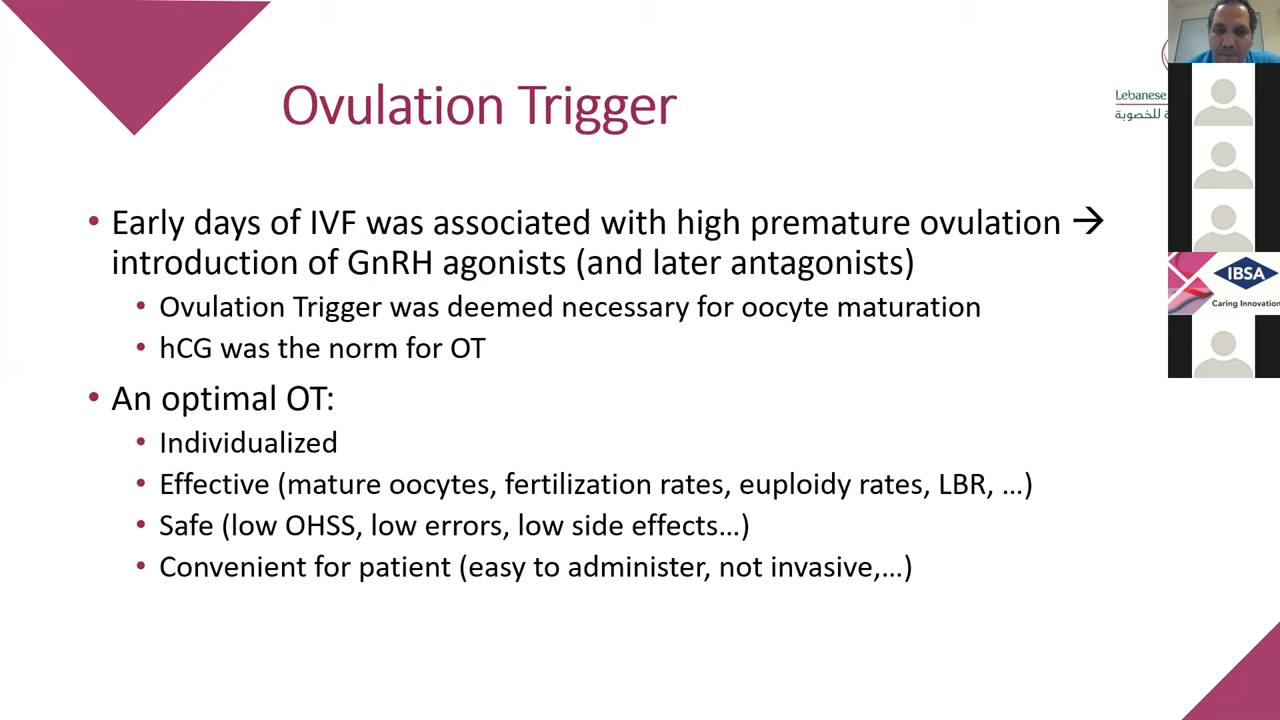 Ovulation Trigger
Lebanese
ة للخصوبة
• Early days of IVF was associated with high premature ovulation →
introduction of GnRH agonists (and later antagonists)
• Ovulation Trigger was deemed necessary for oocyte maturation
• hCG was the norm for OT
• An optimal OT:
• Individualized
• Effective (mature oocytes, fertilization rates, euploidy rates, LBR, …)
• Safe (low OHSS, low errors, low side effects…)
• Convenient for patient (easy to administer, not invasive,…)
IBSA
Caring Innovation